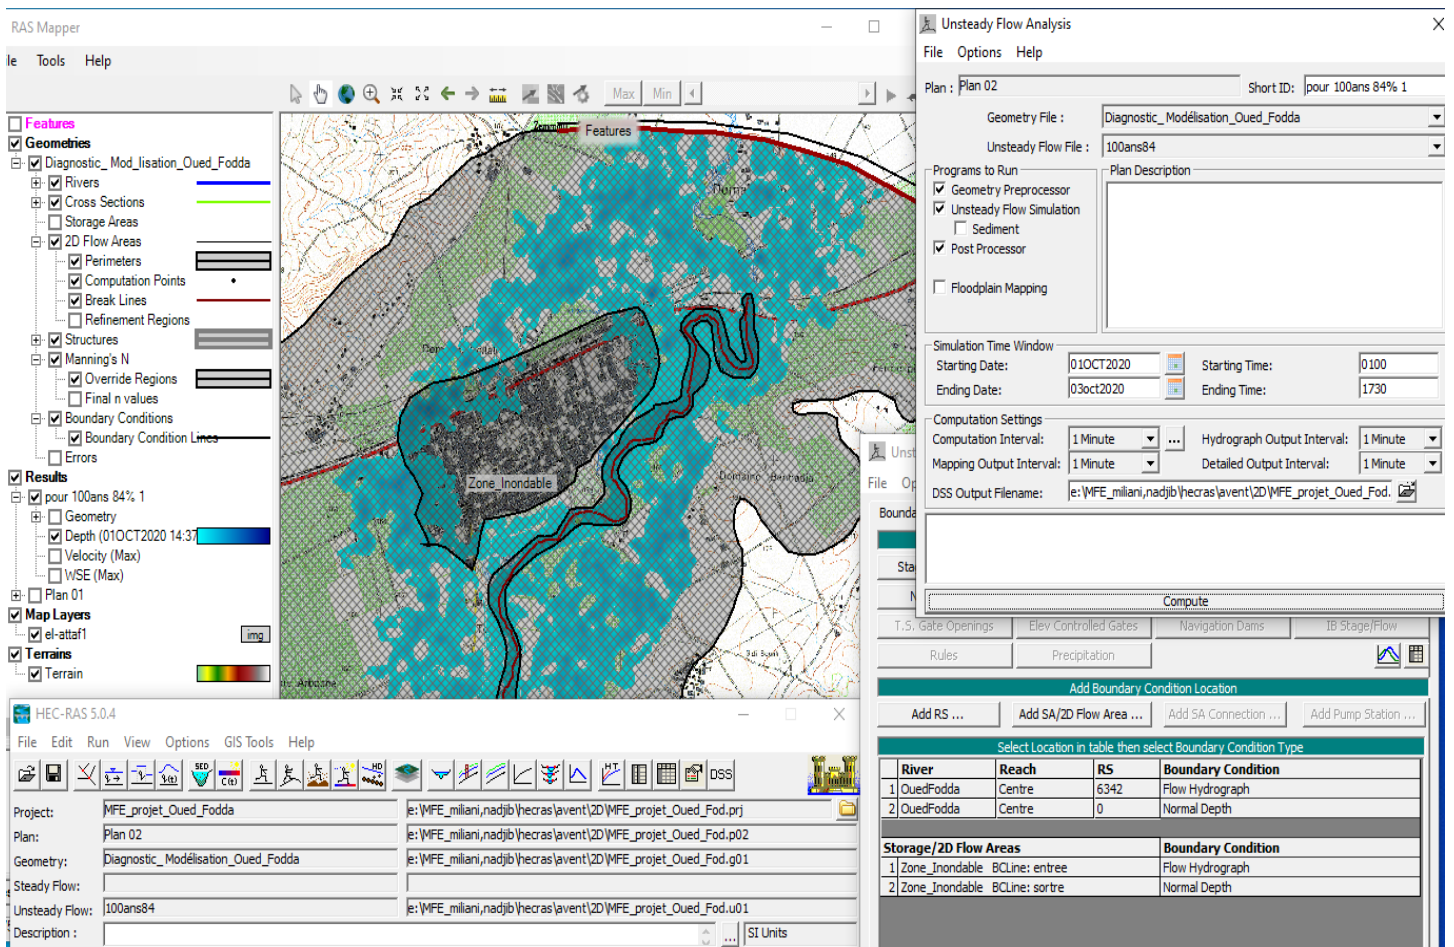 RAS Mapper
le Tools Help
Max Min
Features
Geometries
Diagnostic_ Mod_lisation_Oued_Fodda
Rivers
Cross Sections
Storage Areas
2D Flow Areas
Perimeters
Computation Points
Break Lines
Refinement Regions
Structures
Manning's N
Override Regions
Final n values
Boundary Conditions
Boundary Condition Lines
Errors
Results
pour 100ans 84% 1
Geometry
Depth (01OCT2020 14:37
Velocity (Max)
WSE (Max)
Plan 01
Map Layers
el-attaf1 img
Terrains
Terrain
Features
Zone_Inondable
Unsteady Flow Analysis
File Options Help
Plan : Plan 02 Short ID: pour 100ans 84% 1
Geometry File : Diagnostic_ Modélisation_Oued_Fodda
Unsteady Flow File : 100ans84
Programs to Run
Geometry Preprocessor
Unsteady Flow Simulation
Sediment
Post Processor
Floodplain Mapping
Plan Description
Simulation Time Window
Starting Date: 01OCT2020 Starting Time: 0100
Ending Date: 03oct2020 Ending Time: 1730
Computation Settings
Computation Interval: 1 Minute ... Hydrograph Output Interval: 1 Minute
Mapping Output Interval: 1 Minute Detailed Output Interval: 1 Minute
DSS Output Filename: e:\MFE_miliani,nadjib\hecras\avent\2D\MFE_projet_Oued_Fod.
Compute
Unst
File Op
Bounda
Sta
N
T.S. Gate Openings Elev Controlled Gates Navigation Dams IB Stage/Flow
Rules Precipitation
Add Boundary Condition Location
Add RS ... Add SA/2D Flow Area ... Add SA Connection ... Add Pump Station ...
Select Location in table then select Boundary Condition Type
River Reach RS Boundary Condition
1 OuedFodda Centre 6342 Flow Hydrograph
2 OuedFodda Centre 0 Normal Depth
Storage/2D Flow Areas Boundary Condition
1 Zone_Inondable BCLine: entree Flow Hydrograph
2 Zone_Inondable BCLine: sortre Normal Depth
HEC-RAS 5.0.4
File Edit Run View Options GIS Tools Help
SED C(t) HD HT DSS
Project: MFE_projet_Oued_Fodda e:\MFE_miliani,nadjib\hecras\avent\2D\MFE_projet_Oued_Fod.prj
Plan: Plan 02 e:\MFE_miliani,nadjib\hecras\avent\2D\MFE_projet_Oued_Fod.p02
Geometry: Diagnostic_ Modélisation_Oued_Fodda e:\MFE_miliani,nadjib\hecras\avent\2D\MFE_projet_Oued_Fod.g01
Steady Flow:
Unsteady Flow: 100ans84 e:\MFE_miliani,nadjib\hecras\avent\2D\MFE_projet_Oued_Fod.u01
Description : ... SI Units